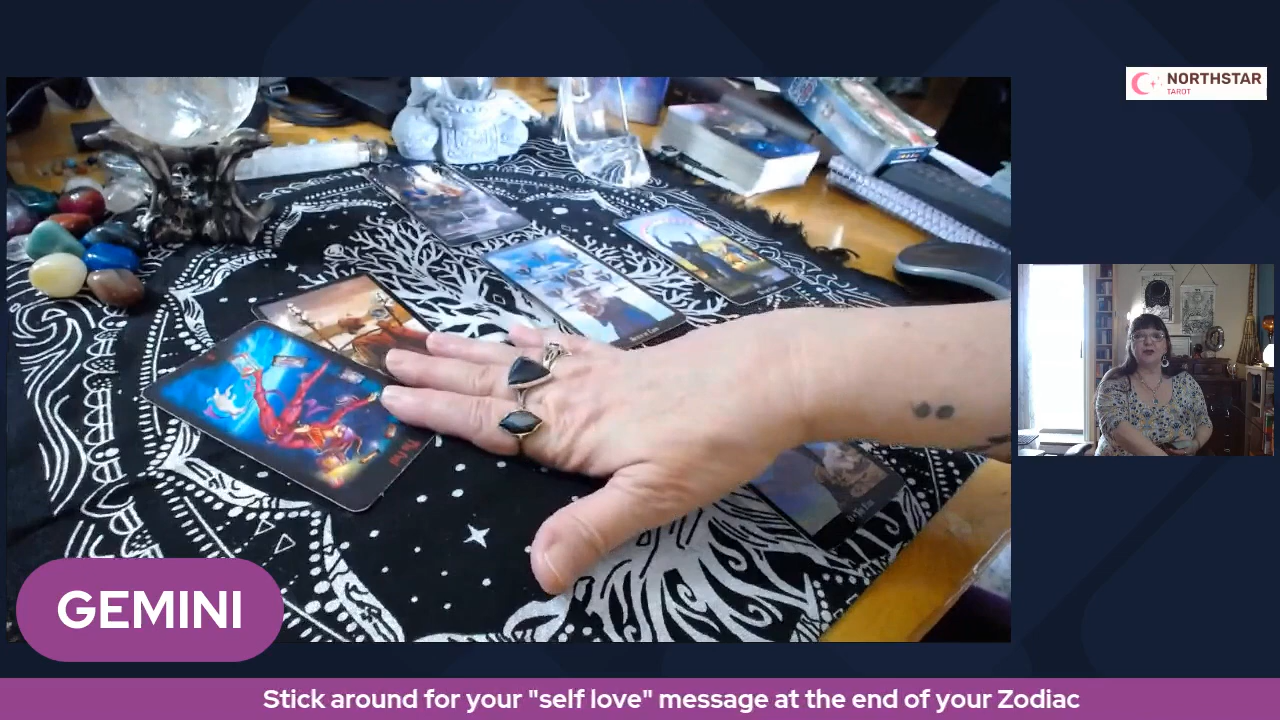 NORTHSTAR
TAROT
GEMINI
Stick around for your "self love" message at the end of your Zodiac